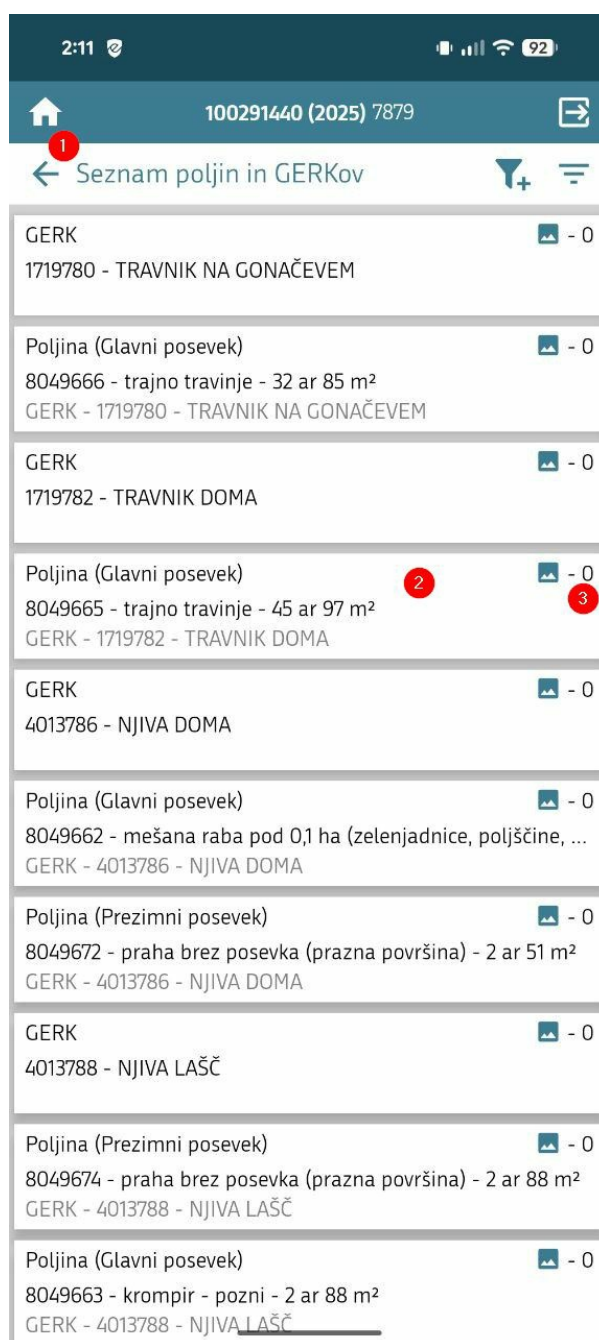 2:11
92
100291440 (2025) 7879
1
Seznam poljin in GERKov
GERK - 0
1719780 - TRAVNIK NA GONAČEVEM
Poljina (Glavni posevek) - 0
8049666 - trajno travinje - 32 ar 85 m²
GERK - 1719780 - TRAVNIK NA GONAČEVEM
GERK - 0
1719782 - TRAVNIK DOMA
Poljina (Glavni posevek) 2 - 0
3
8049665 - trajno travinje - 45 ar 97 m²
GERK - 1719782 - TRAVNIK DOMA
GERK - 0
4013786 - NJIVA DOMA
Poljina (Glavni posevek) - 0
8049662 - mešana raba pod 0,1 ha (zelenjadnice, poljščine, ...
GERK - 4013786 - NJIVA DOMA
Poljina (Prezimni posevek) - 0
8049672 - praha brez posevka (prazna površina) - 2 ar 51 m²
GERK - 4013786 - NJIVA DOMA
GERK - 0
4013788 - NJIVA LAŠČ
Poljina (Prezimni posevek) - 0
8049674 - praha brez posevka (prazna površina) - 2 ar 88 m²
GERK - 4013788 - NJIVA LAŠČ
Poljina (Glavni posevek) - 0
8049663 - krompir - pozni - 2 ar 88 m²
GERK - 4013788 - NJIVA LAŠČ